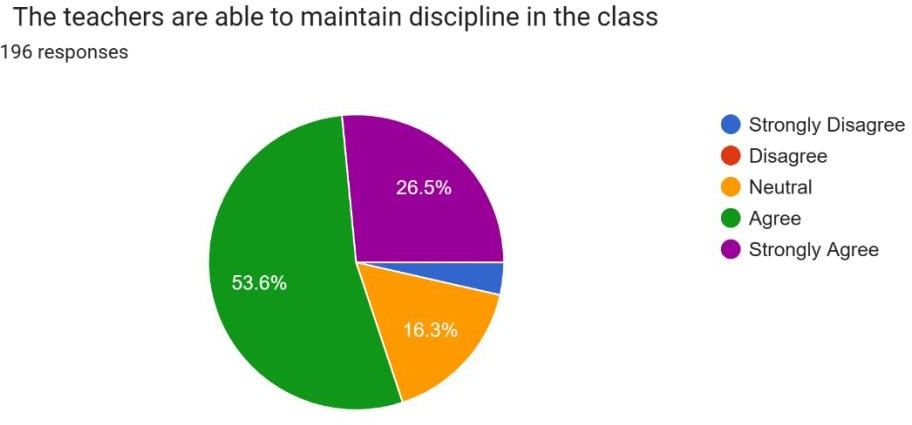 The teachers are able to maintain discipline in the class
196 responses
26.5%
53.6%
16.3%
Strongly Disagree
Disagree
Neutral
Agree
Strongly Agree